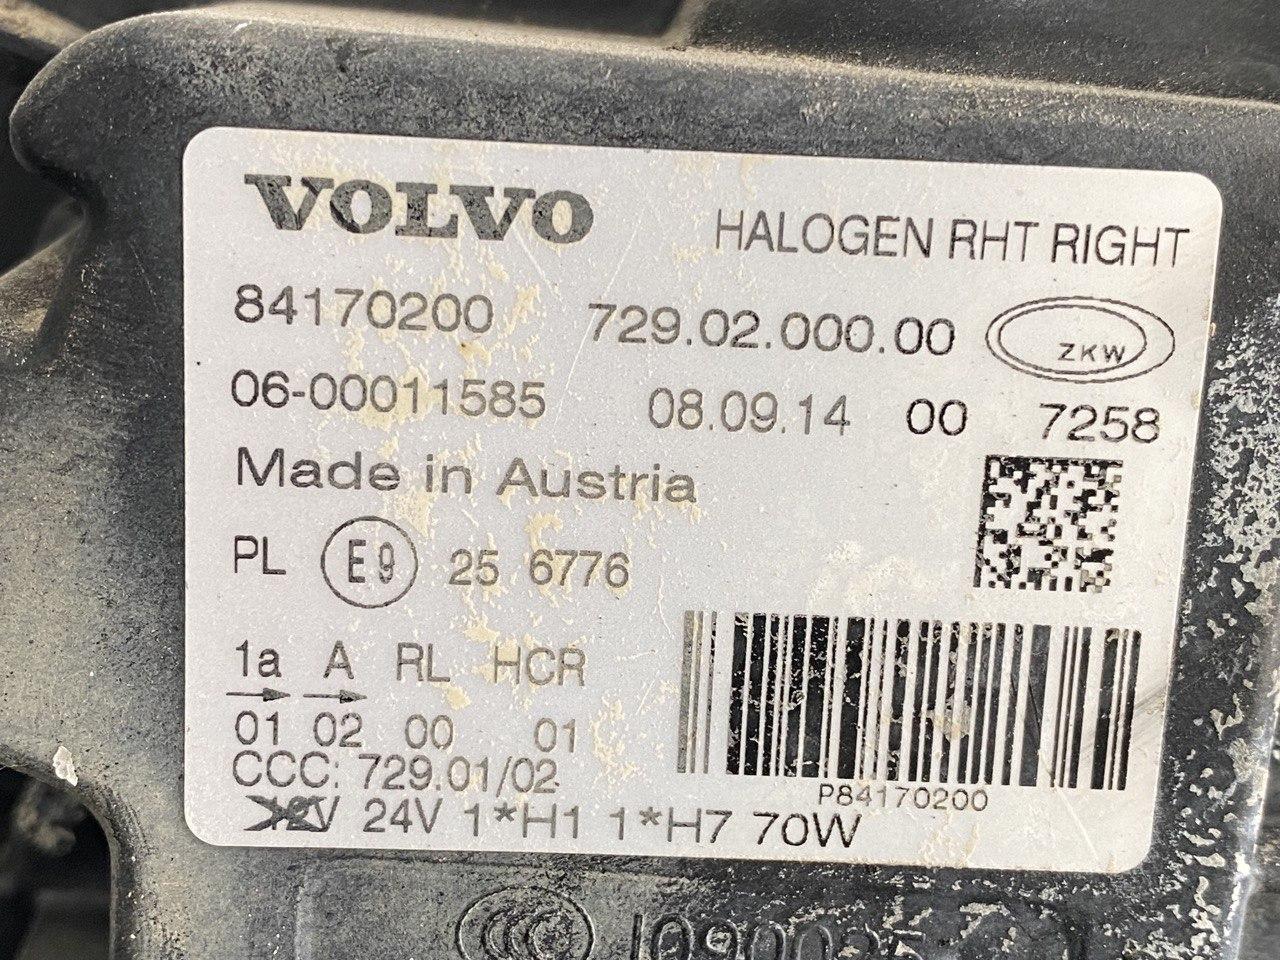 VOLVO HALOGEN RHT RIGHT
84170200 729.02.000.00 ZKW
06-00011585 08.09.14 00 7258
Made in Austria
PL E9 25 6776
1a A RL HCR
01 02 00 01
CCC: 729.01/02
P84170200
12V 24V 1*H1 1*H7 70W
CCC